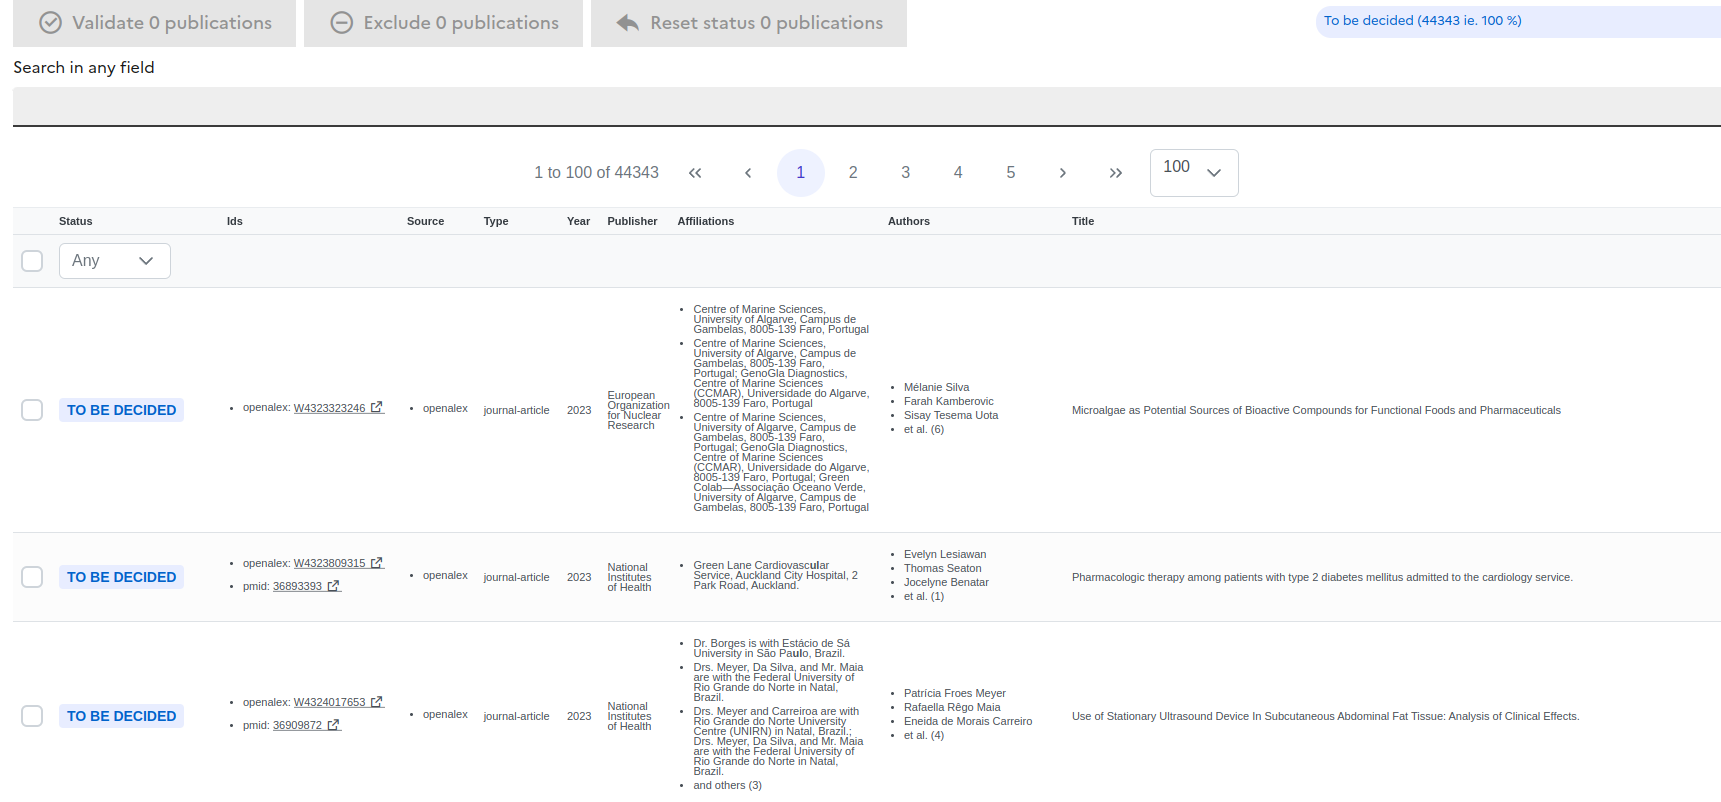 Validate 0 publications
Exclude 0 publications
Reset status 0 publications
To be decided (44343 ie. 100 %)
Search in any field
1 to 100 of 44343
1
2
3
4
5
100
Status
Ids
Source
Type
Year
Publisher
Affiliations
Authors
Title
Any
TO BE DECIDED
openalex: W4323323246
openalex
journal-article
2023
European
Organization
for Nuclear
Research
Centre of Marine Sciences,
University of Algarve, Campus de
Gambelas, 8005-139 Faro, Portugal
Centre of Marine Sciences,
University of Algarve, Campus de
Gambelas, 8005-139 Faro,
Portugal; GenoGla Diagnostics,
Centre of Marine Sciences
(CCMAR), Universidade do Algarve,
8005-139 Faro, Portugal
Centre of Marine Sciences,
University of Algarve, Campus de
Gambelas, 8005-139 Faro,
Portugal; GenoGla Diagnostics,
Centre of Marine Sciences
(CCMAR), Universidade do Algarve,
8005-139 Faro, Portugal; Green
Colab—Associação Oceano Verde,
University of Algarve, Campus de
Gambelas, 8005-139 Faro, Portugal
Mélanie Silva
Farah Kamberovic
Sisay Tesema Uota
et al. (6)
Microalgae as Potential Sources of Bioactive Compounds for Functional Foods and Pharmaceuticals
TO BE DECIDED
openalex: W4323809315
pmid: 36893393
openalex
journal-article
2023
National
Institutes
of Health
Green Lane Cardiovascular
Service, Auckland City Hospital, 2
Park Road, Auckland.
Evelyn Lesiawan
Thomas Seaton
Jocelyne Benatar
et al. (1)
Pharmacologic therapy among patients with type 2 diabetes mellitus admitted to the cardiology service.
TO BE DECIDED
openalex: W4324017653
pmid: 36909872
openalex
journal-article
2023
National
Institutes
of Health
Dr. Borges is with Estácio de Sá
University in São Paulo, Brazil.
Drs. Meyer, Da Silva, and Mr. Maia
are with the Federal University of
Rio Grande do Norte in Natal,
Brazil.
Drs. Meyer and Carreiroa are with
Rio Grande do Norte University
Centre (UNIRN) in Natal, Brazil.;
Drs. Meyer, Da Silva, and Mr. Maia
are with the Federal University of
Rio Grande do Norte in Natal,
Brazil.
and others (3)
Patrícia Froes Meyer
Rafaella Rêgo Maia
Eneida de Morais Carreiro
et al. (4)
Use of Stationary Ultrasound Device In Subcutaneous Abdominal Fat Tissue: Analysis of Clinical Effects.